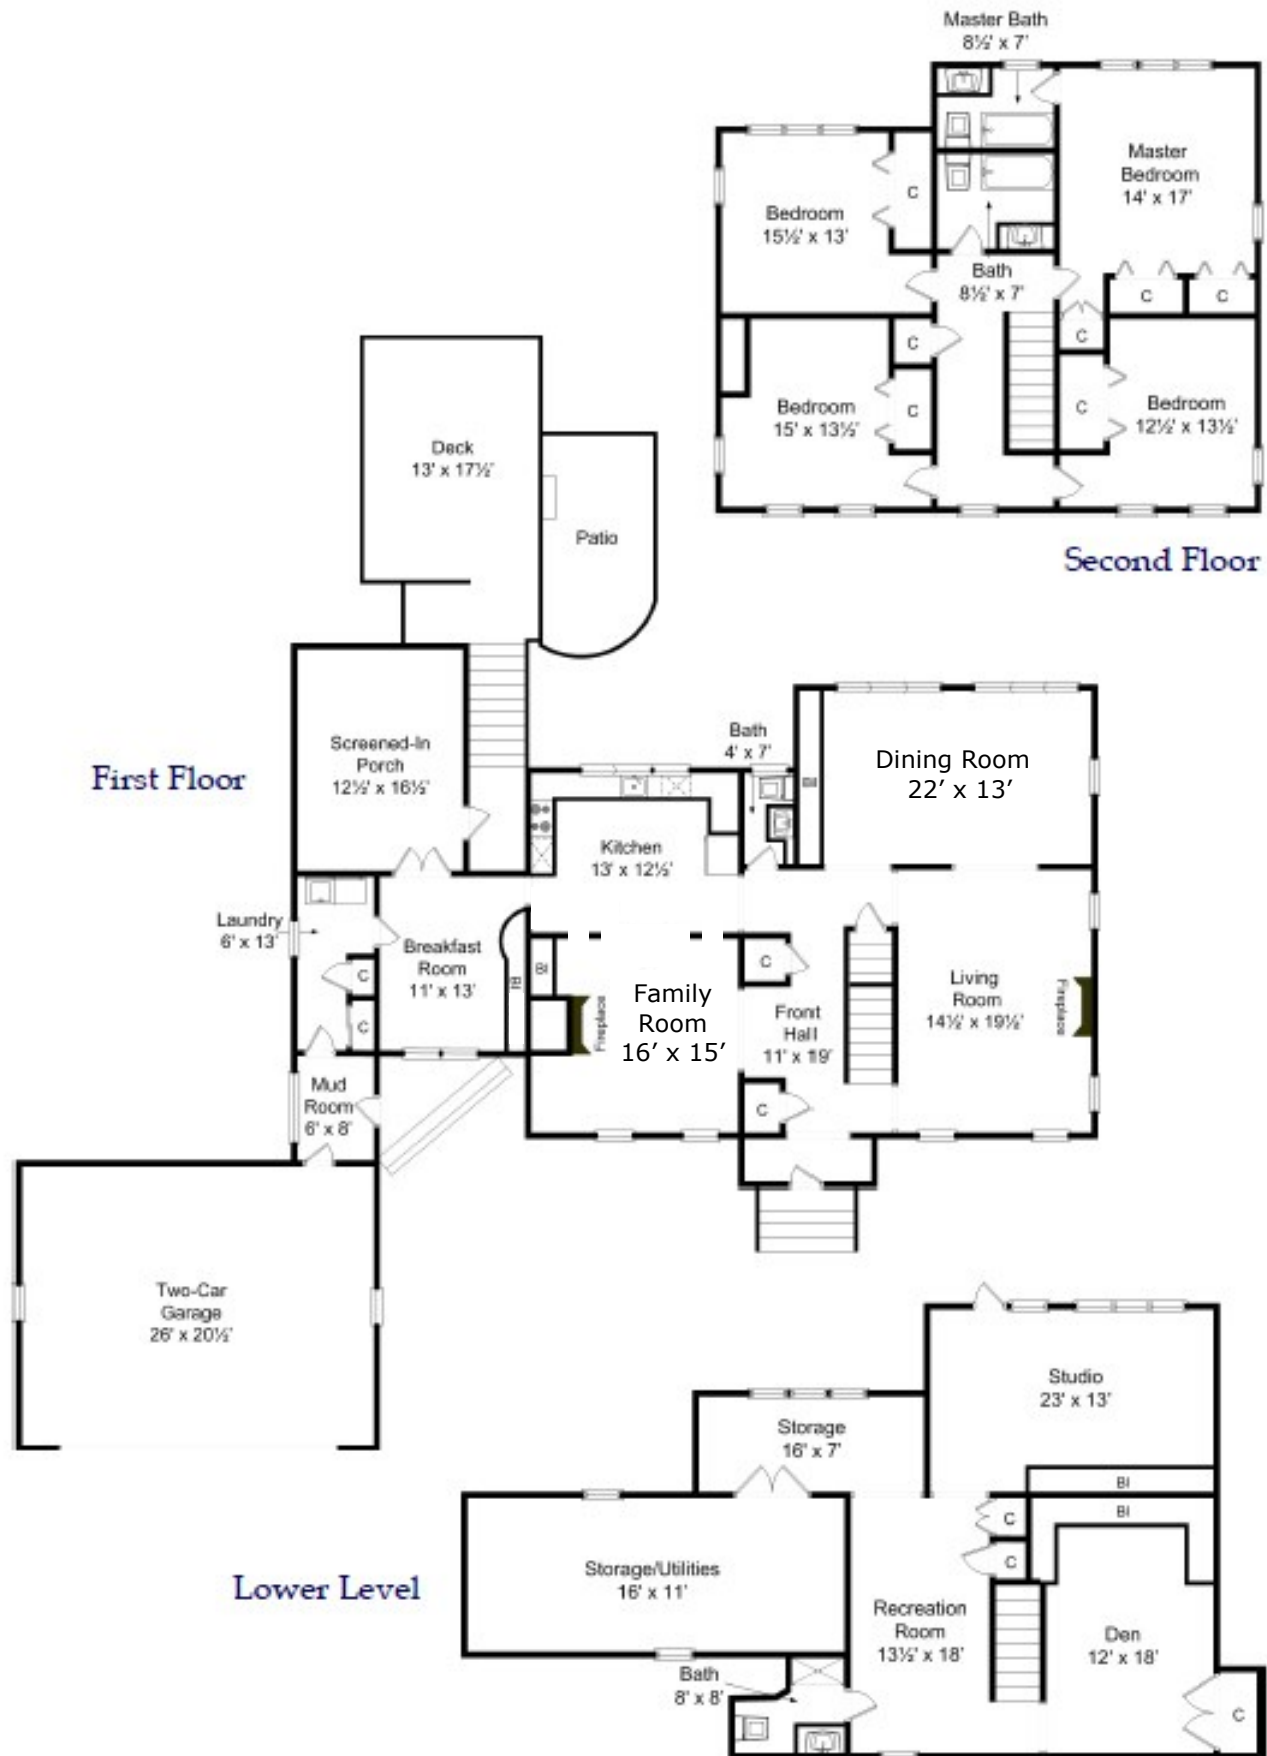 Master Bath
8½' x 7'
Master
Bedroom
14' x 17'
C
Bedroom
15½' x 13'
Bath
8½' x 7'
C
C
C
C
Bedroom
15' x 13½'
C
C
Bedroom
12½' x 13½'
Second Floor
Deck
13' x 17½'
Patio
First Floor
Screened-In
Porch
12½' x 16½'
Bath
4' x 7'
BI
Dining Room
22' x 13'
Kitchen
13' x 12½'
Laundry
6' x 13'
C
C
Breakfast
Room
11' x 13'
BI
BI
Fireplace
Family
Room
16' x 15'
C
Front
Hall
11' x 19'
C
Living
Room
14½' x 19½'
Fireplace
Mud
Room
6' x 8'
Two-Car
Garage
26' x 20½'
Studio
23' x 13'
BI
Storage
16' x 7'
BI
C
C
Lower Level
Storage/Utilities
16' x 11'
Recreation
Room
13½' x 18'
Den
12' x 18'
C
Bath
8' x 8'